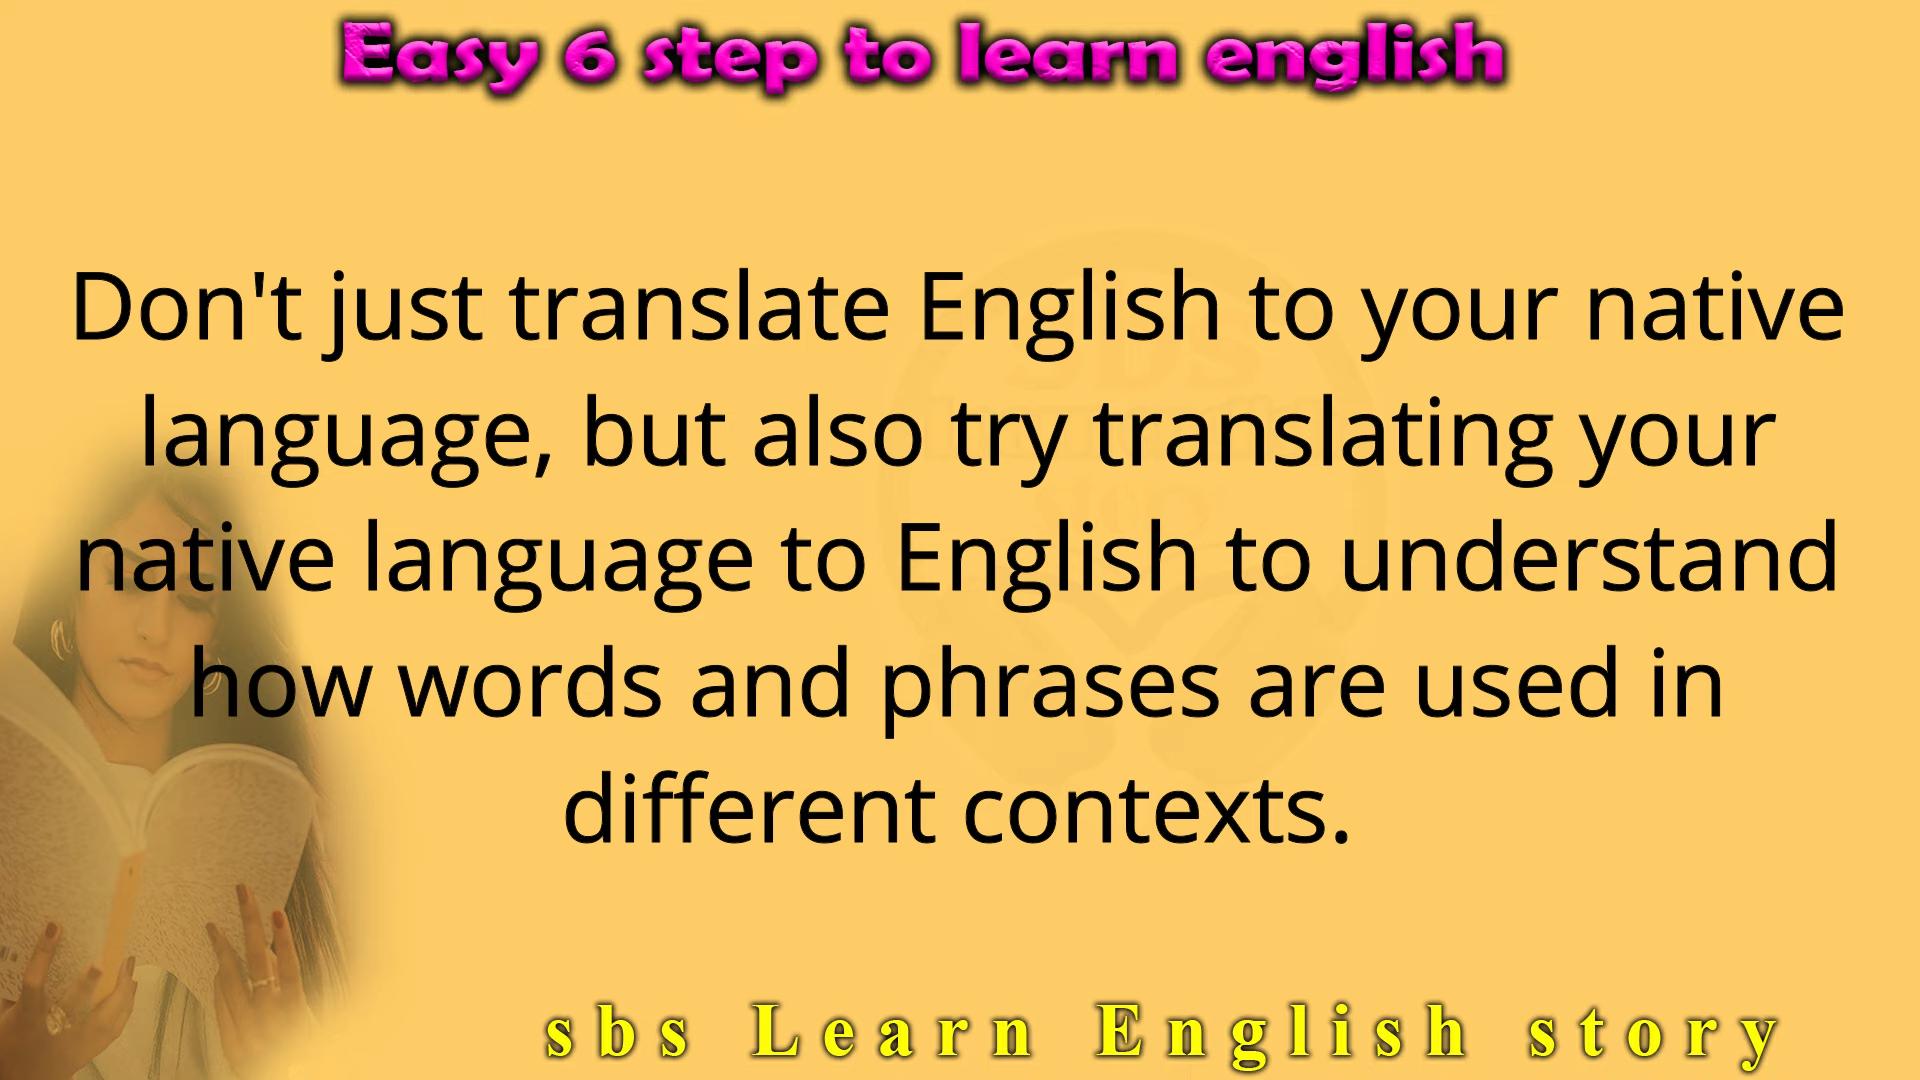 Easy 6 step to learn english
Don't just translate English to your native
language, but also try translating your
native language to English to understand
how words and phrases are used in
different contexts.
sbs Learn English story